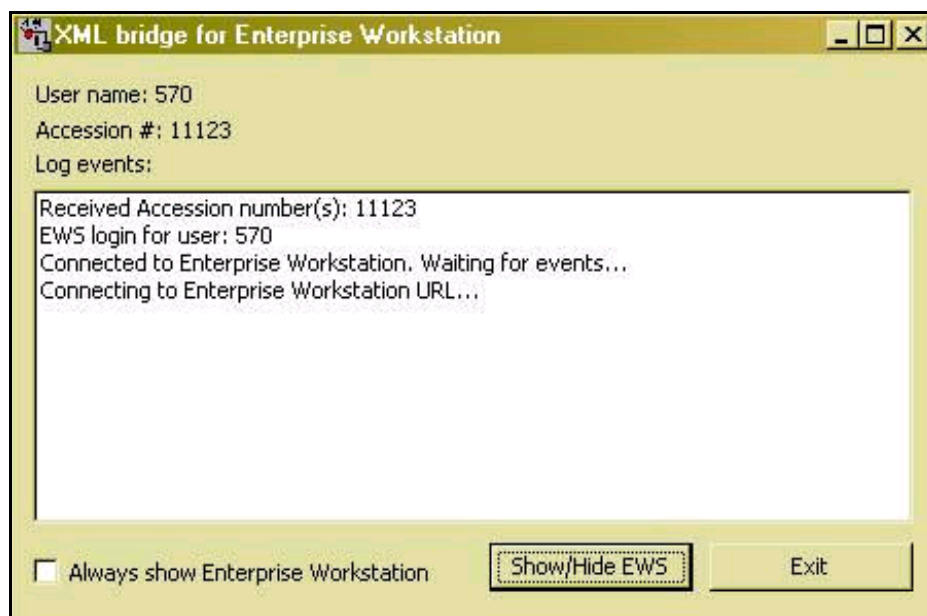 XML bridge for Enterprise Workstation
User name: 570
Accession #: 11123
Log events:
Received Accession number(s): 11123
EWS login for user: 570
Connected to Enterprise Workstation. Waiting for events...
Connecting to Enterprise Workstation URL...
Always show Enterprise Workstation
Show/Hide EWS
Exit